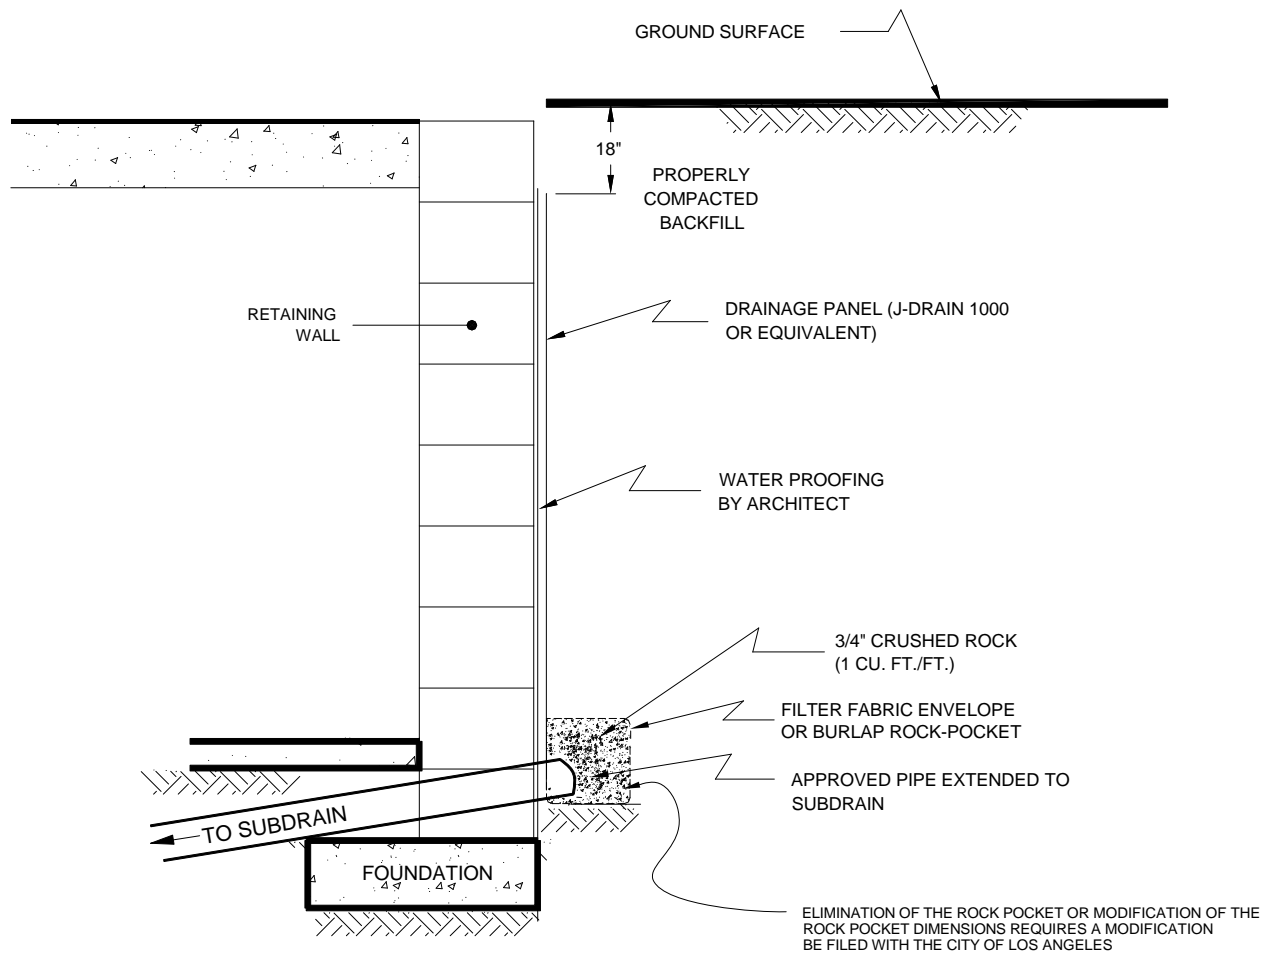 GROUND SURFACE
18"
PROPERLY
COMPACTED
BACKFILL
RETAINING
WALL
DRAINAGE PANEL (J-DRAIN 1000
OR EQUIVALENT)
WATER PROOFING
BY ARCHITECT
3/4" CRUSHED ROCK
(1 CU. FT./FT.)
FILTER FABRIC ENVELOPE
OR BURLAP ROCK-POCKET
APPROVED PIPE EXTENDED TO
SUBDRAIN
TO SUBDRAIN
FOUNDATION
ELIMINATION OF THE ROCK POCKET OR MODIFICATION OF THE
ROCK POCKET DIMENSIONS REQUIRES A MODIFICATION
BE FILED WITH THE CITY OF LOS ANGELES